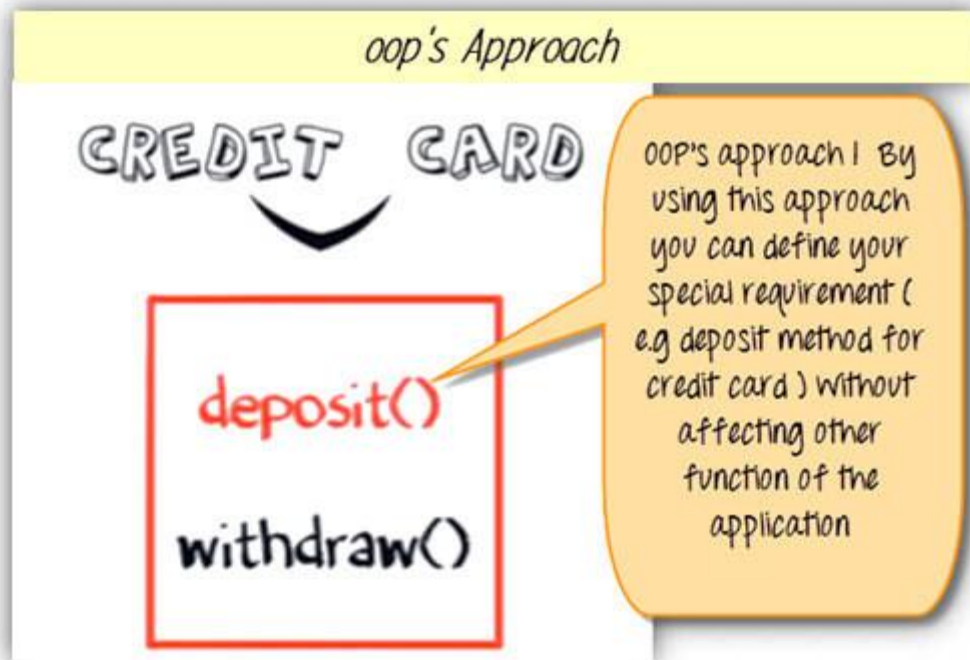 oop's Approach
CREDIT CARD
deposit()
withdraw()
OOP's approach ! By
using this approach
you can define your
special requirement (
e.g deposit method for
credit card ) without
affecting other
function of the
application